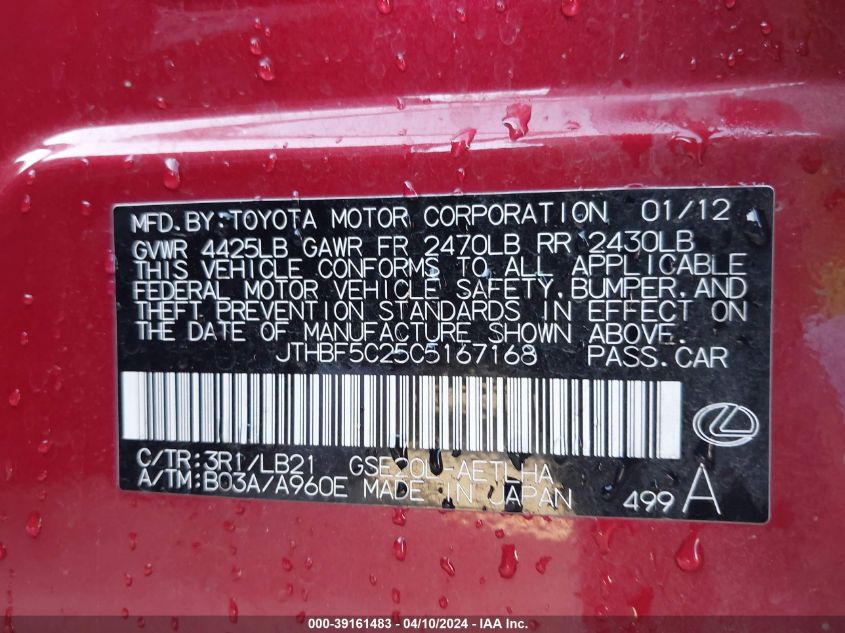 MFD.BY:TOYOTA MOTOR CORPORATION 01/12
GVWR 4425LB GAWR FR 2470LB RR 2430LB
THIS VEHICLE CONFORMS TO ALL APPLICABLE
FEDERAL MOTOR VEHICLE SAFETY,BUMPER,AND
THEFT PREVENTION STANDARDS IN EFFECT ON
THE DATE OF MANUFACTURE SHOWN ABOVE.
JTHBF5C25C5167168 PASS.CAR
C/TR:3R1/LB21 GSE20L-AETLHA
A/TM:B03A/A960E MADE IN JAPAN
499 A
000-39161483 - 04/10/2024 - IAA Inc.